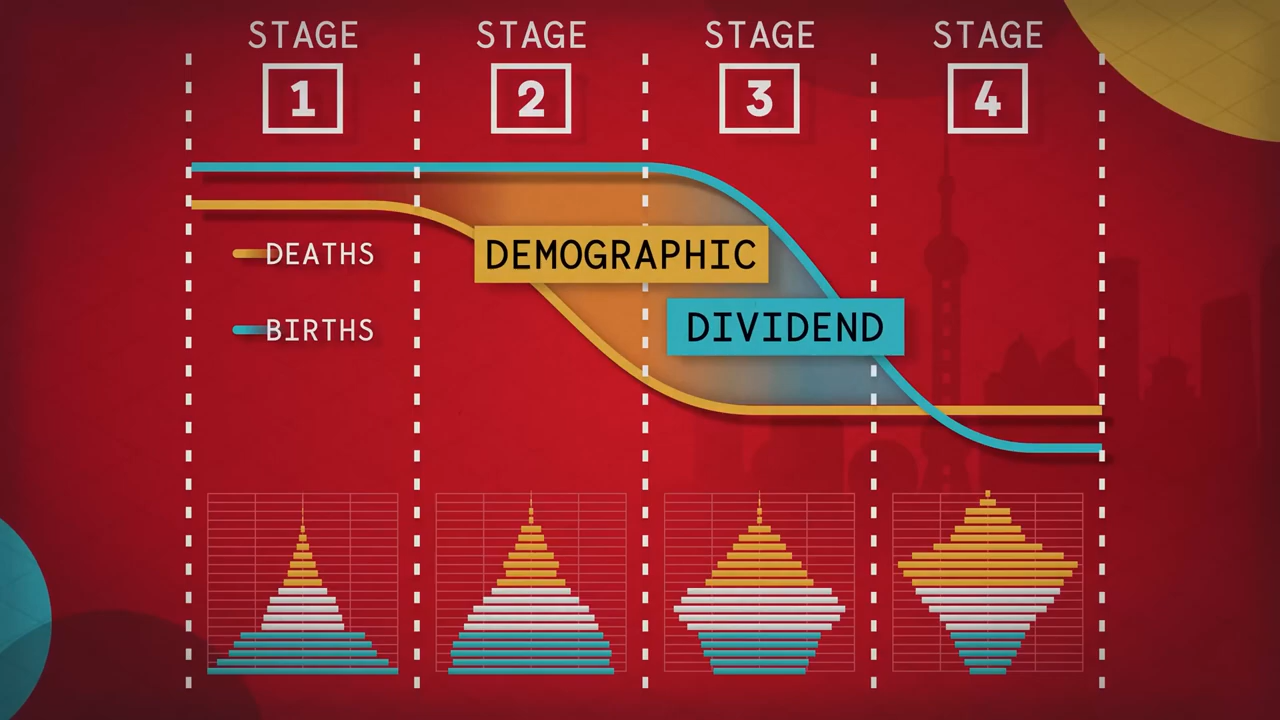 STAGE STAGE STAGE STAGE
1 2 3 4
DEATHS
BIRTHS
DEMOGRAPHIC
DIVIDEND